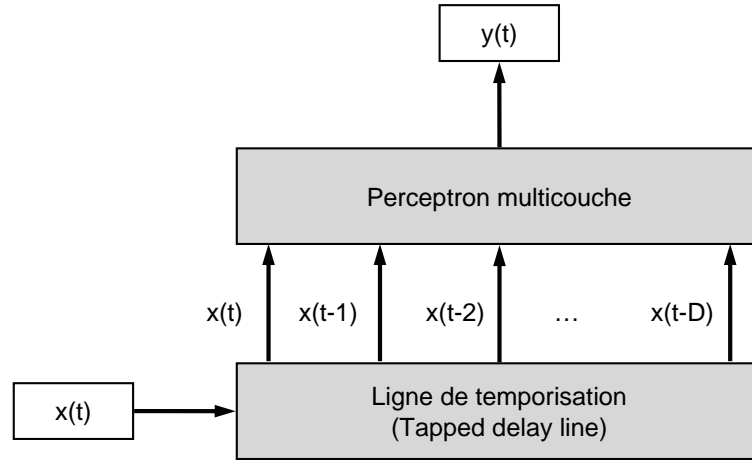 y(t)
Perceptron multicouche
x(t) x(t-1) x(t-2) … x(t-D)
x(t)
Ligne de temporisation
(Tapped delay line)